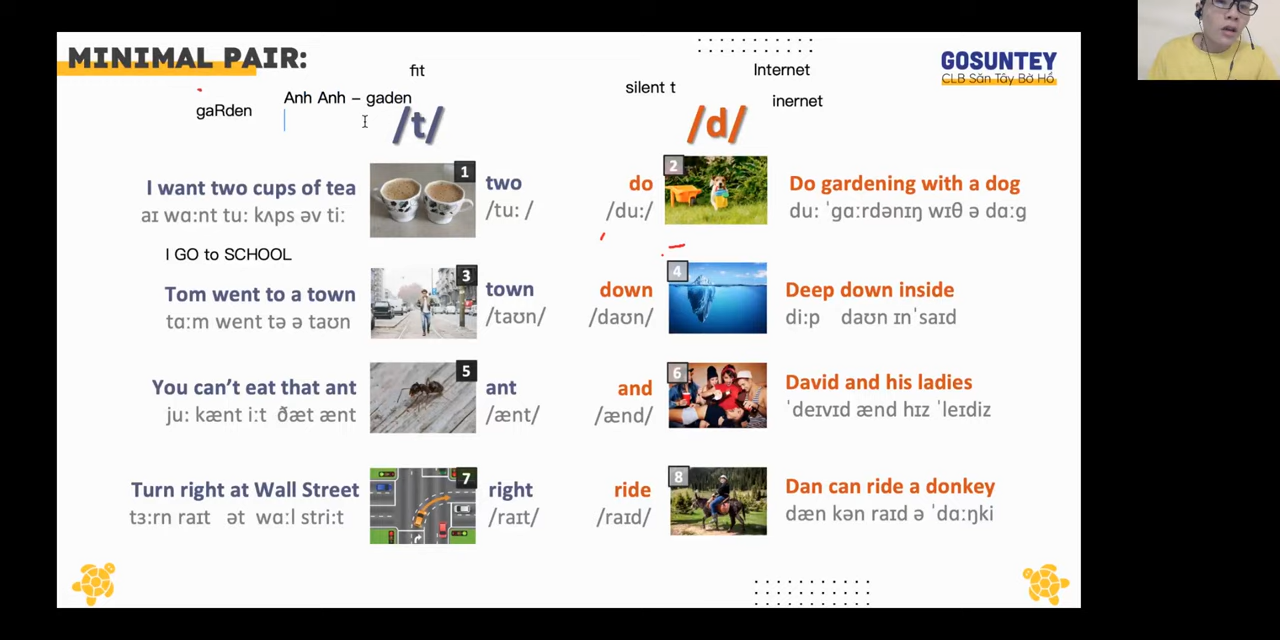 MINIMAL PAIR:
GOSUNTEY
CLB Săn Tây Bờ Hồ
fit
Internet
silent t
inernet
gaRden
Anh Anh – gaden
/t/
/d/
1
I want two cups of tea
aɪ wɑːnt tuː kʌps əv tiː
two
/tuː /
2
do
/duː/
Do gardening with a dog
duː ˈɡɑːrdənɪŋ wɪθ ə dɑːɡ
I GO to SCHOOL
3
Tom went to a town
tɑːm went tə ə taʊn
town
/taʊn/
4
down
/daʊn/
Deep down inside
diːp daʊn ɪnˈsaɪd
5
You can’t eat that ant
juː kænt iːt ðæt ænt
ant
/ænt/
6
and
/ænd/
David and his ladies
ˈdeɪvɪd ænd hɪz ˈleɪdiz
7
Turn right at Wall Street
tɜːrn raɪt ət wɑːl striːt
right
/raɪt/
8
ride
/raɪd/
Dan can ride a donkey
dæn kən raɪd ə ˈdɑːŋki